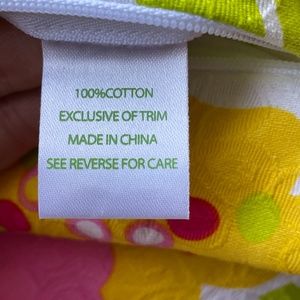 100%COTTON
EXCLUSIVE OF TRIM
MADE IN CHINA
SEE REVERSE FOR CARE